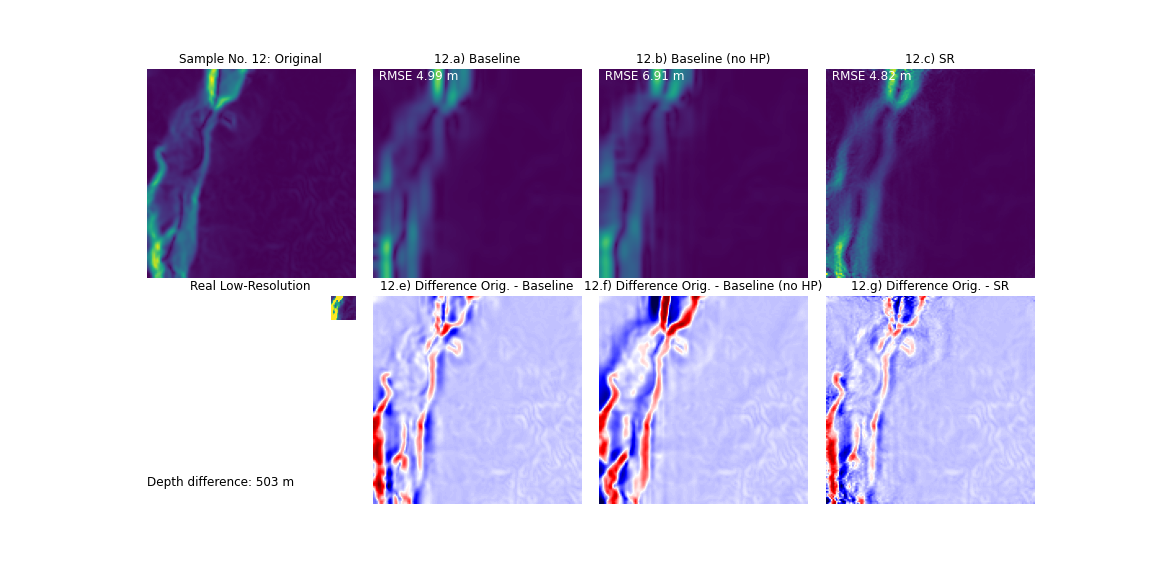 Sample No. 12: Original
12.a) Baseline
12.b) Baseline (no HP)
12.c) SR
RMSE 4.99 m
RMSE 6.91 m
RMSE 4.82 m
Real Low-Resolution
12.e) Difference Orig. - Baseline
12.f) Difference Orig. - Baseline (no HP)
12.g) Difference Orig. - SR
Depth difference: 503 m